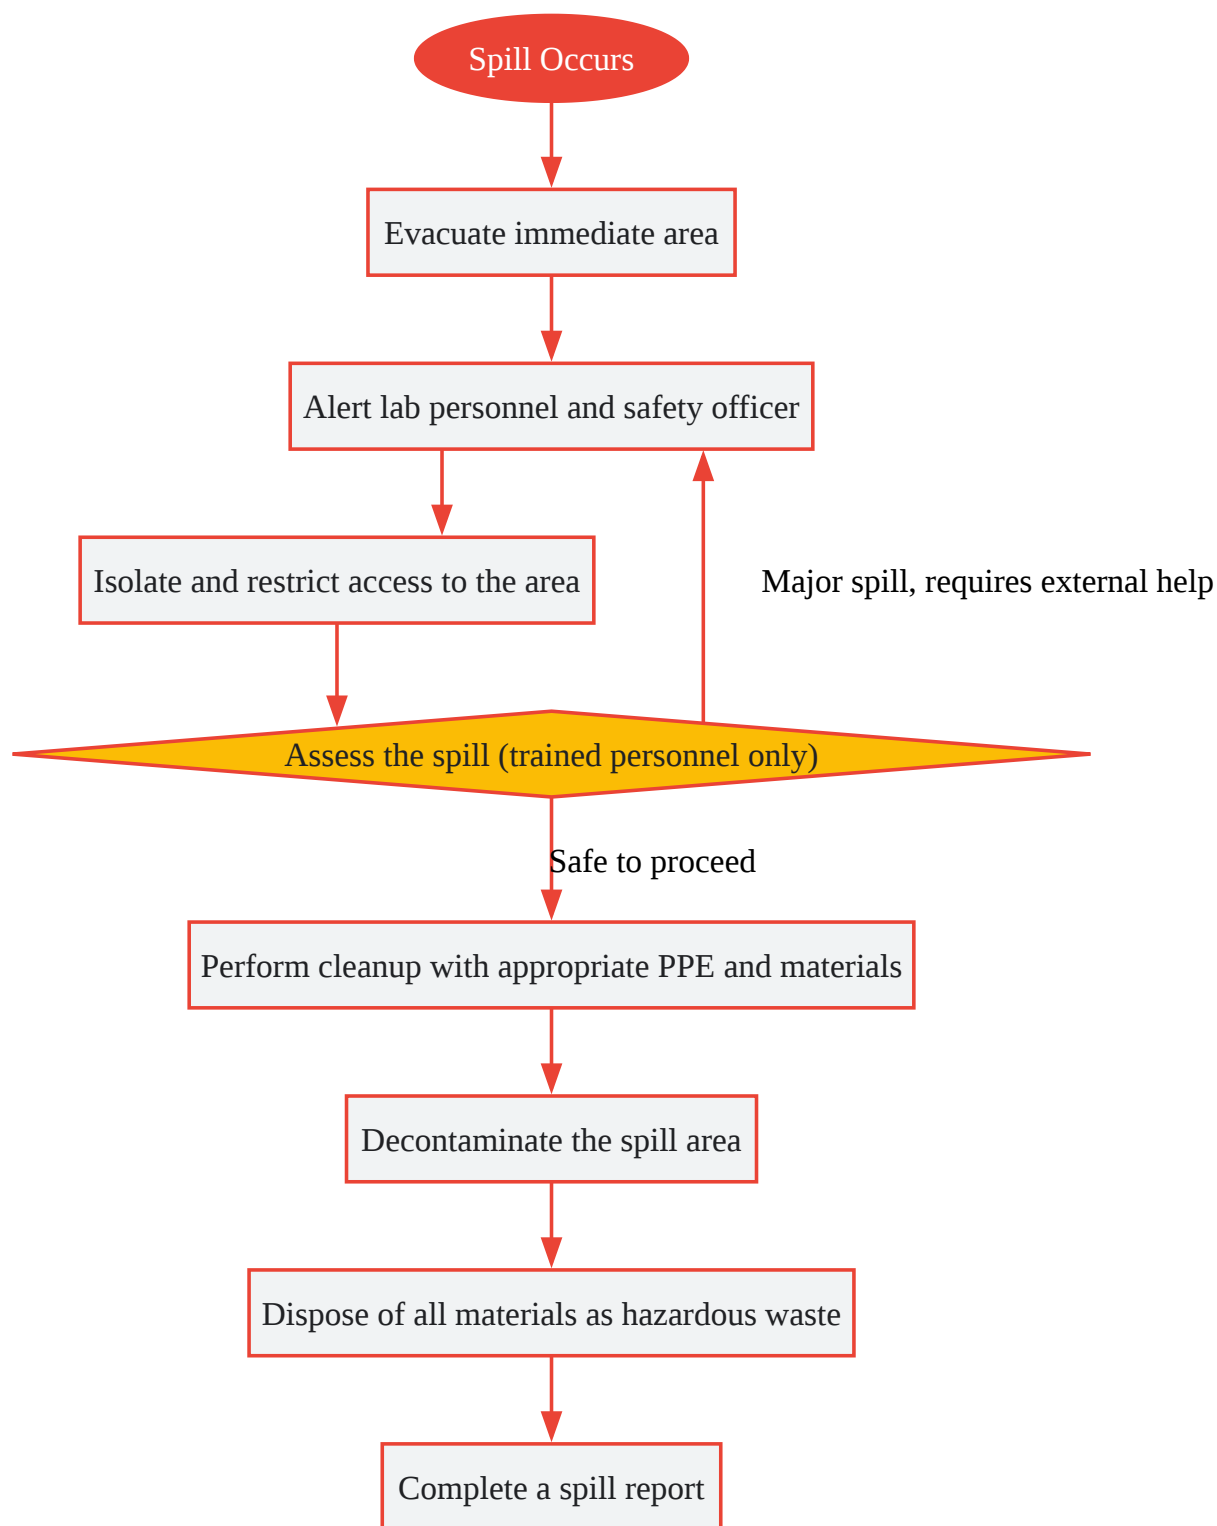 Spill Occurs
Evacuate immediate area
Alert lab personnel and safety officer
Isolate and restrict access to the area
Major spill, requires external help
Assess the spill (trained personnel only)
Safe to proceed
Perform cleanup with appropriate PPE and materials
Decontaminate the spill area
Dispose of all materials as hazardous waste
Complete a spill report